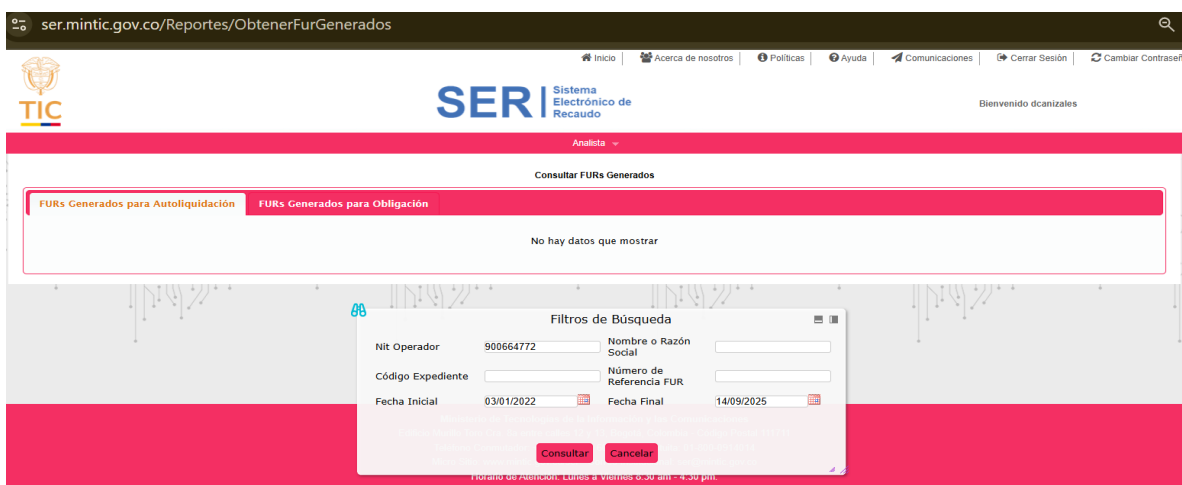 ser.mintic.gov.co/Reportes/ObtenerFurGenerados
Inicio
Acerca de nosotros
Políticas
Ayuda
Comunicaciones
Cerrar Sesión
Cambiar Contraseñ
TIC
SER
Sistema
Electrónico de
Recaudo
Bienvenido dcanizales
Analista
Consultar FURs Generados
FURs Generados para Autoliquidación
FURs Generados para Obligación
No hay datos que mostrar
Filtros de Búsqueda
Nit Operador
900664772
Nombre o Razón
Social
Código Expediente
Número de
Referencia FUR
Fecha Inicial
03/01/2022
Fecha Final
14/09/2025
Consultar
Cancelar
Horario de Atención: Lunes a Viernes 8:30 am - 4:30 pm.